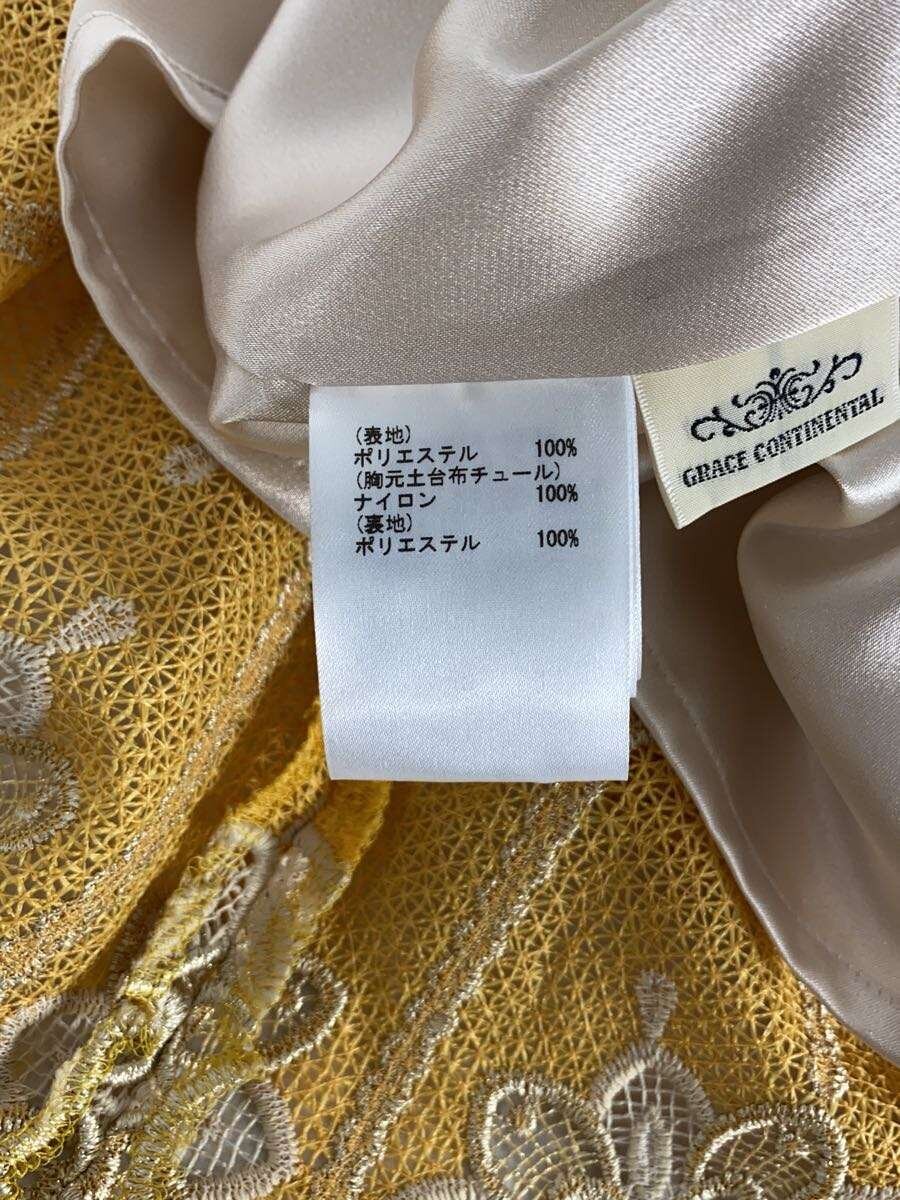 (表地)
ポリエステル 100%
(胸元土台布チュール)
ナイロン 100%
(裏地)
ポリエステル 100%
GRACE CONTINENTAL